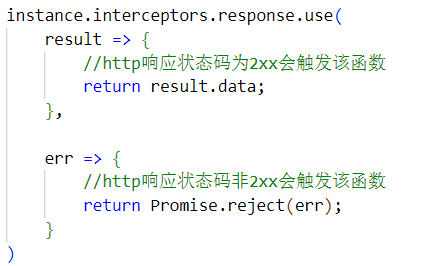 instance.interceptors.response.use(
    result => {
        //http响应状态码为2xx会触发该函数
        return result.data;
    },

    err => {
        //http响应状态码非2xx会触发该函数
        return Promise.reject(err);
    }
)